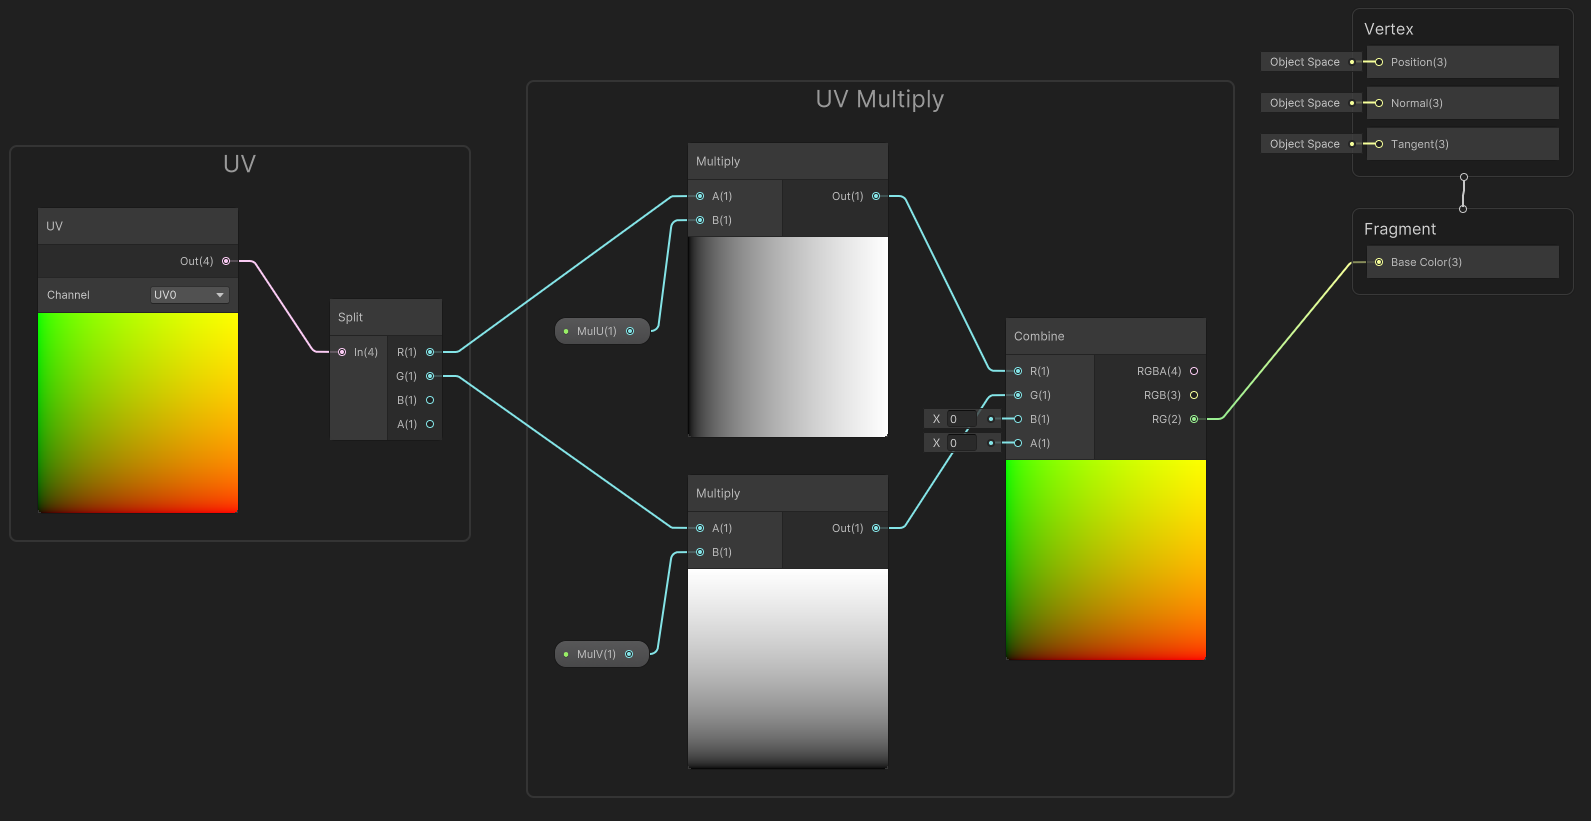 UV
UV
Out(4)
Channel UV0
Split
In(4) R(1)
G(1)
B(1)
A(1)
UV Multiply
Multiply
A(1) Out(1)
B(1)
MulU(1)
Multiply
A(1) Out(1)
B(1)
MulV(1)
Combine
R(1) RGBA(4)
G(1) RGB(3)
X 0 B(1) RG(2)
X 0 A(1)
Vertex
Object Space Position(3)
Object Space Normal(3)
Object Space Tangent(3)
Fragment
Base Color(3)